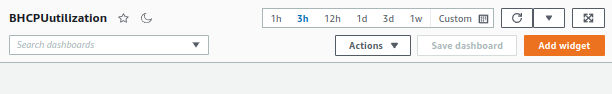 BHCPUutilization 1h 3h 12h 1d 3d 1w Custom
Search dashboards Actions Save dashboard Add widget